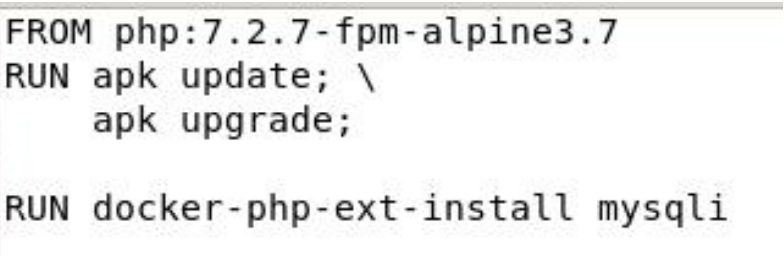 FROM php:7.2.7-fpm-alpine3.7
RUN apk update; \
    apk upgrade;

RUN docker-php-ext-install mysqli